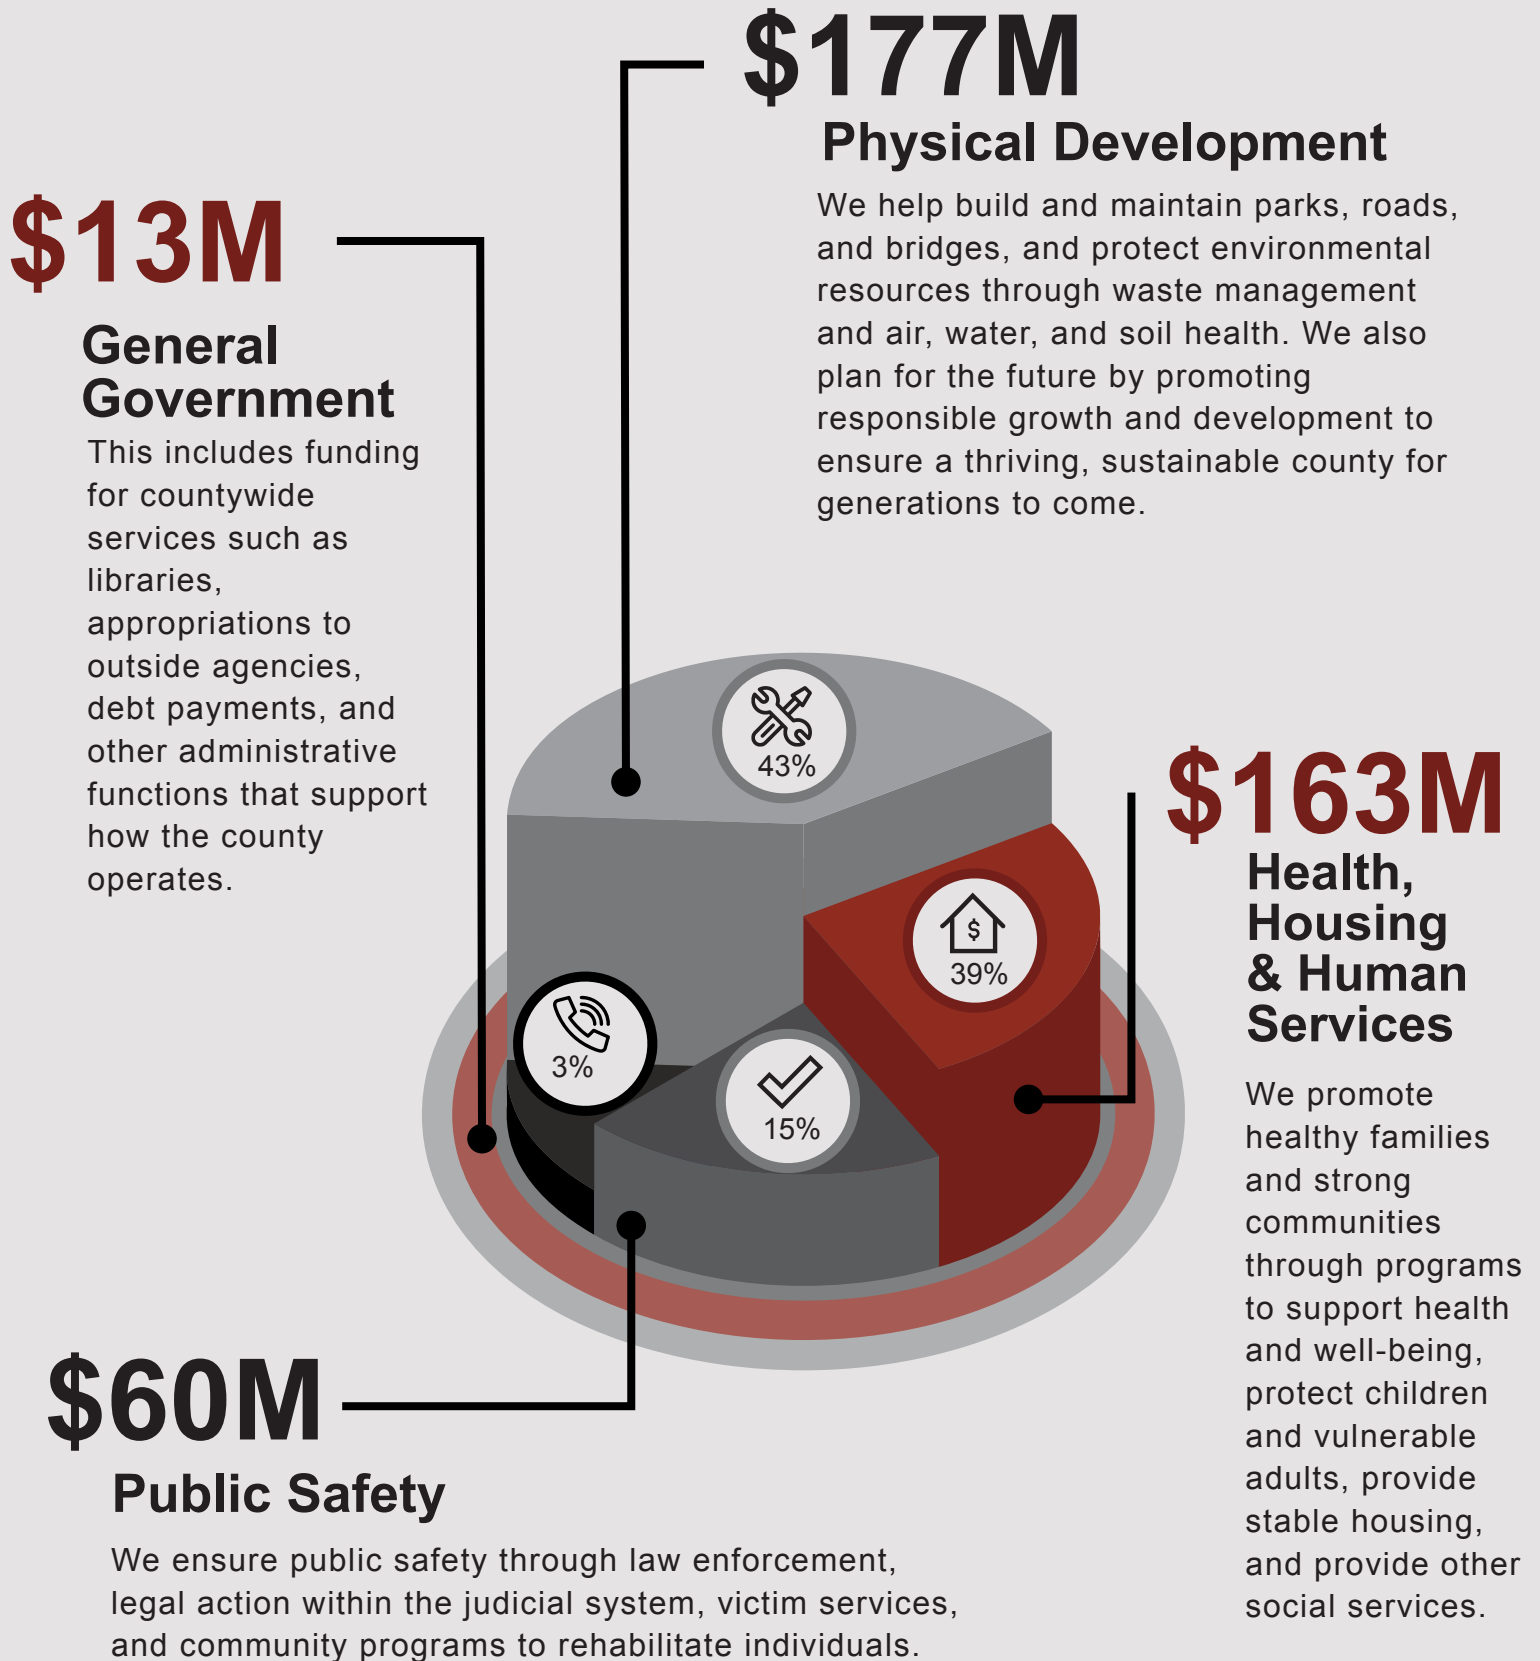 $177M
Physical Development
We help build and maintain parks, roads,
and bridges, and protect environmental
resources through waste management
and air, water, and soil health. We also
plan for the future by promoting
responsible growth and development to
ensure a thriving, sustainable county for
generations to come.
$13M
General
Government
This includes funding
for countywide
services such as
libraries,
appropriations to
outside agencies,
debt payments, and
other administrative
functions that support
how the county
operates.
43%
39%
3%
15%
$
$163M
Health,
Housing
& Human
Services
We promote
healthy families
and strong
communities
through programs
to support health
and well-being,
protect children
and vulnerable
adults, provide
stable housing,
and provide other
social services.
$60M
Public Safety
We ensure public safety through law enforcement,
legal action within the judicial system, victim services,
and community programs to rehabilitate individuals.